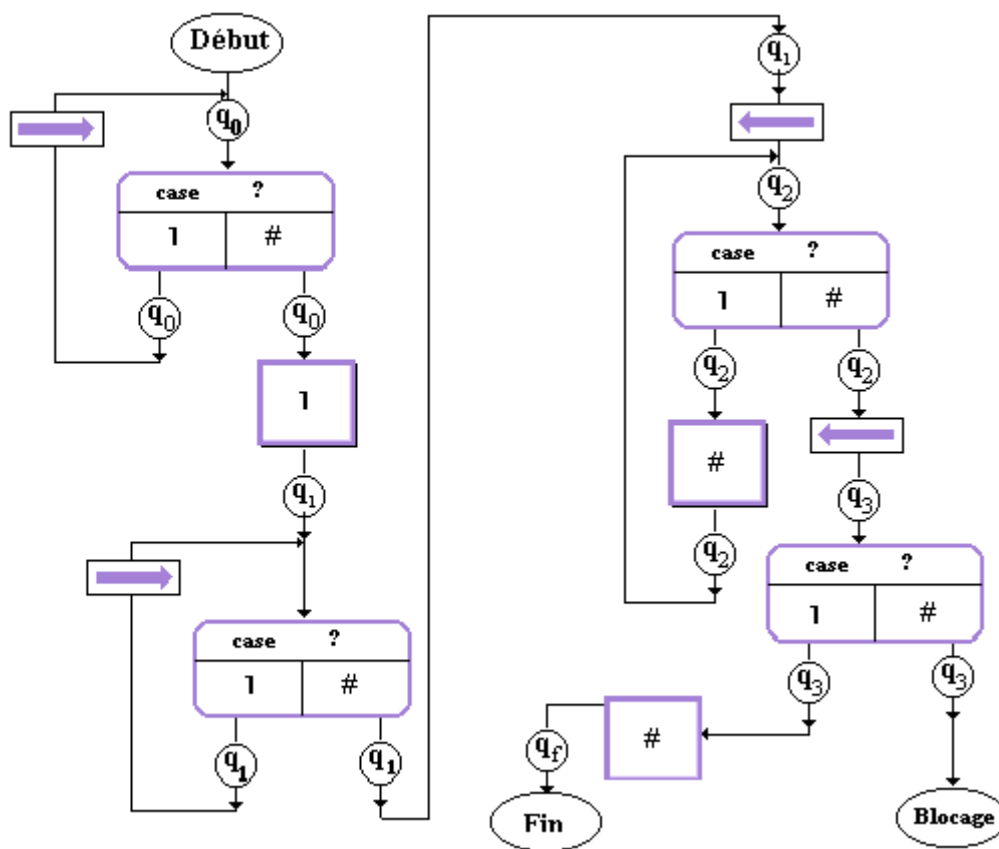 Début
q0
case ?
1 #
q0 q0
1
q1
case ?
1 #
q1 q1
q1
q2
case ?
1 #
q2 q2
#
q3
q2
case ?
1 #
q3 q3
#
qf
Fin
Blocage